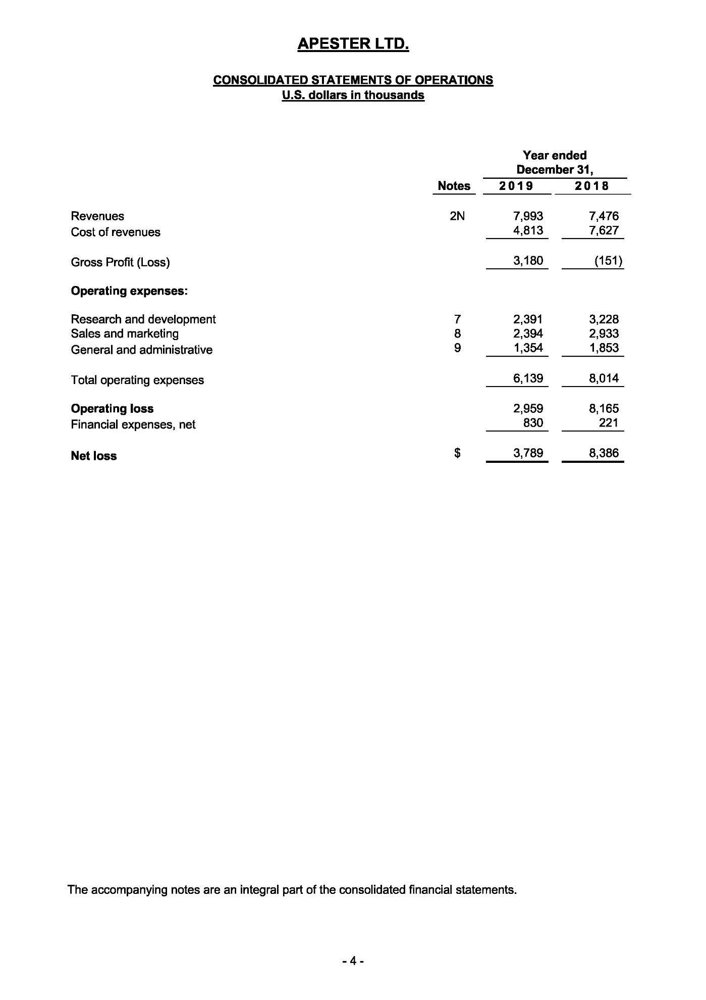 APESTER LTD.
CONSOLIDATED STATEMENTS OF OPERATIONS
U.S. dollars in thousands
Year ended
December 31,
Notes 2019 2018
Revenues 2N 7,993 7,476
Cost of revenues 4,813 7,627
Gross Profit (Loss) 3,180 (151)
Operating expenses:
Research and development 7 2,391 3,228
Sales and marketing 8 2,394 2,933
General and administrative 9 1,354 1,853
Total operating expenses 6,139 8,014
Operating loss 2,959 8,165
Financial expenses, net 830 221
Net loss $ 3,789 8,386
The accompanying notes are an integral part of the consolidated financial statements.
- 4 -